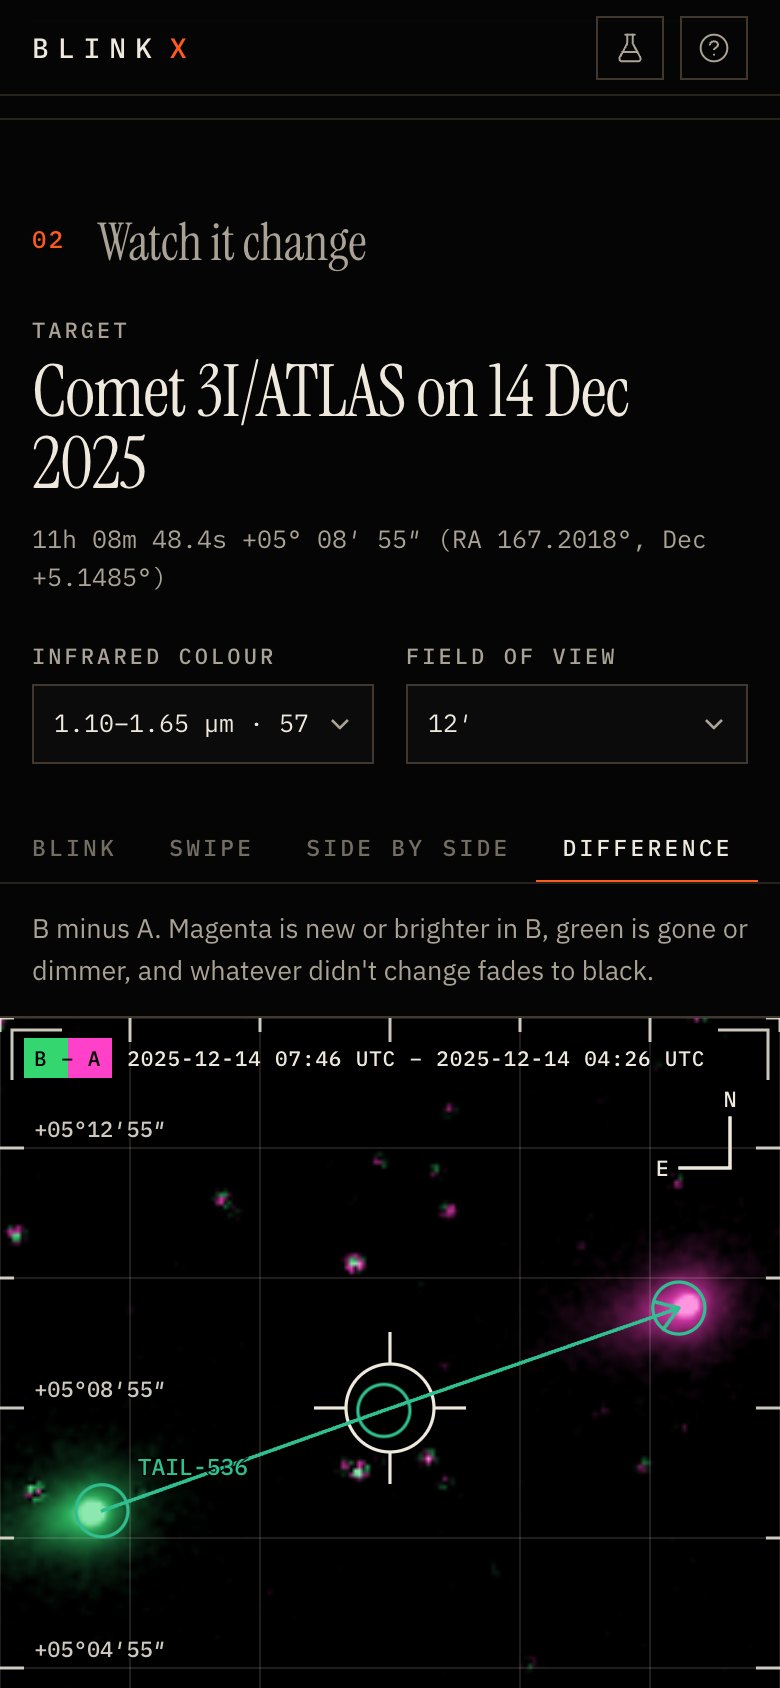 BLINK X
02 Watch it change
TARGET
Comet 3I/ATLAS on 14 Dec
2025
11h 08m 48.4s +05° 08′ 55″ (RA 167.2018°, Dec
+5.1485°)
INFRARED COLOUR
FIELD OF VIEW
1.10–1.65 µm · 57
12′
BLINK SWIPE SIDE BY SIDE DIFFERENCE
B minus A. Magenta is new or brighter in B, green is gone or
dimmer, and whatever didn't change fades to black.
B − A 2025-12-14 07:46 UTC − 2025-12-14 04:26 UTC
N
+05°12′55″
E
+05°08′55″
TAIL-536
+05°04′55″